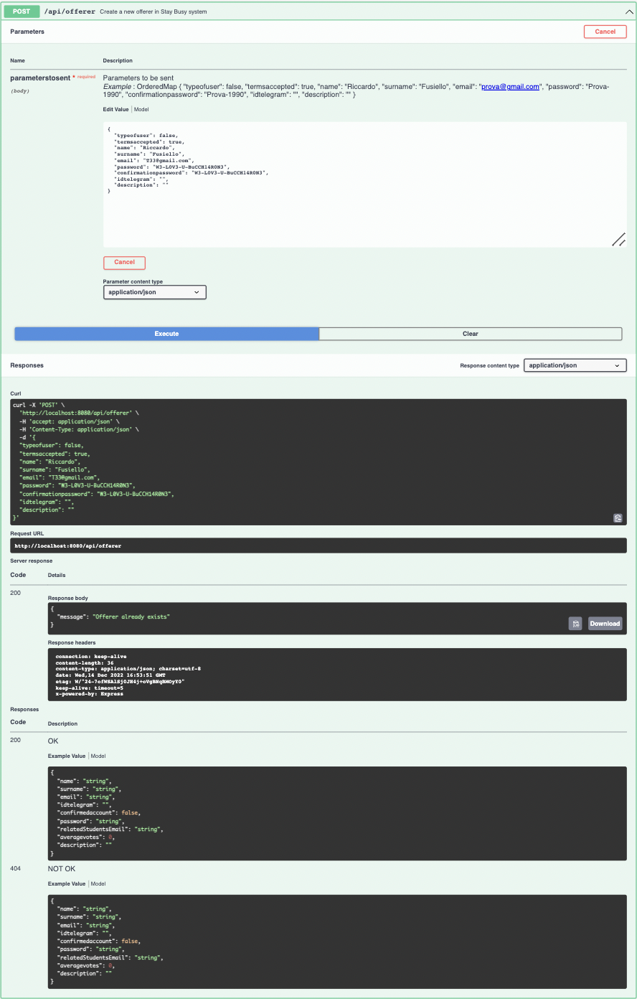 POST /api/offerer Create a new offerer in Stay Busy system
Parameters
Cancel
Name Description
parameterstosent * required
(body)
Parameters to be sent
Example : OrderedMap { "typeofuser": false, "termsaccepted": true, "name": "Riccardo", "surname": "Fusiello", "email": "prova@gmail.com", "password": "Prova-
1990", "confirmationpassword": "Prova-1990", "idtelegram": "", "description": "" }
Edit Value | Model
{
"typeofuser": false,
"termsaccepted": true,
"name": "Riccardo",
"surname": "Fusiello",
"email": "T33@gmail.com",
"password": "W3-L0V3-U-BuCCH14R0N3",
"confirmationpassword": "W3-L0V3-U-BuCCH14R0N3",
"idtelegram": "",
"description": ""
}
Cancel
Parameter content type
application/json
Execute Clear
Responses Response content type application/json
Curl
curl -X 'POST' \
'http://localhost:8080/api/offerer' \
-H 'accept: application/json' \
-H 'Content-Type: application/json' \
-d '{
"typeofuser": false,
"termsaccepted": true,
"name": "Riccardo",
"surname": "Fusiello",
"email": "T33@gmail.com",
"password": "W3-L0V3-U-BuCCH14R0N3",
"confirmationpassword": "W3-L0V3-U-BuCCH14R0N3",
"idtelegram": "",
"description": ""
}'
Request URL
http://localhost:8080/api/offerer
Server response
Code Details
200
Response body
{
"message": "Offerer already exists"
}
Download
Response headers
connection: keep-alive
content-length: 36
content-type: application/json; charset=utf-8
date: Wed,14 Dec 2022 16:53:51 GMT
etag:
keep-alive: timeout=5
x-powered-by: Express
Responses
Code Description
200 OK
Example Value | Model
{
"name": "string",
"surname": "string",
"email": "string",
"idtelegram": "",
"confirmedaccount": false,
"password": "string",
"relatedStudentsEmail": "string",
"averagevotes": 0,
"description": ""
}
404 NOT OK
Example Value | Model
{
"name": "string",
"surname": "string",
"email": "string",
"idtelegram": "",
"confirmedaccount": false,
"password": "string",
"relatedStudentsEmail": "string",
"averagevotes": 0,
"description": ""
}